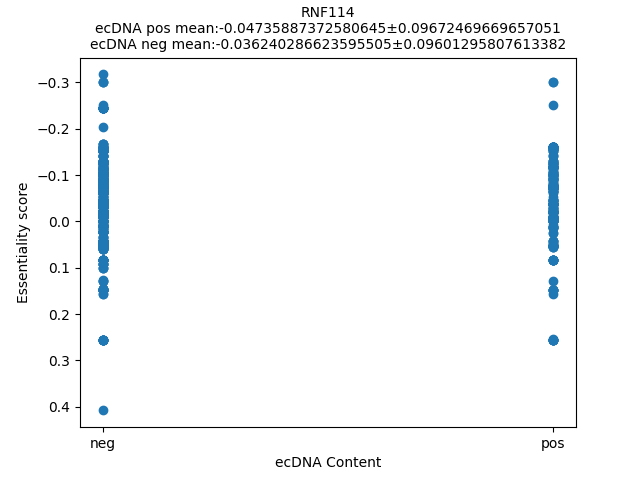 RNF114
ecDNA pos mean:-0.04735887372580645±0.09672469669657051
ecDNA neg mean:-0.036240286623595505±0.09601295807613382
−0.3
−0.2
−0.1
0.0
0.1
0.2
0.3
0.4
Essentiality score
neg
pos
ecDNA Content